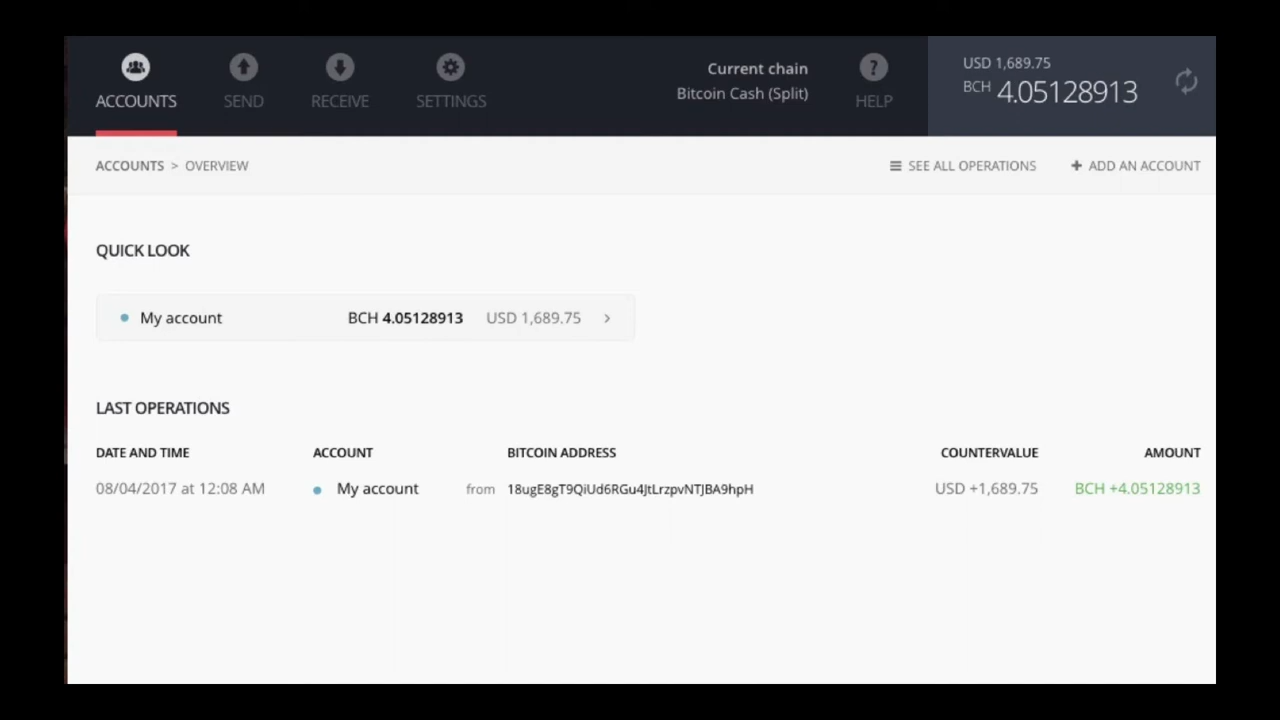 ACCOUNTS
SEND
RECEIVE
SETTINGS
Current chain
Bitcoin Cash (Split)
?
HELP
USD 1,689.75
BCH 4.05128913
ACCOUNTS > OVERVIEW
SEE ALL OPERATIONS
+ ADD AN ACCOUNT
QUICK LOOK
My account BCH 4.05128913 USD 1,689.75 >
LAST OPERATIONS
DATE AND TIME ACCOUNT BITCOIN ADDRESS COUNTERVALUE AMOUNT
08/04/2017 at 12:08 AM My account from 18ugE8gT9QiUd6RGu4JtLrzpvNTJBA9hpH USD +1,689.75 BCH +4.05128913